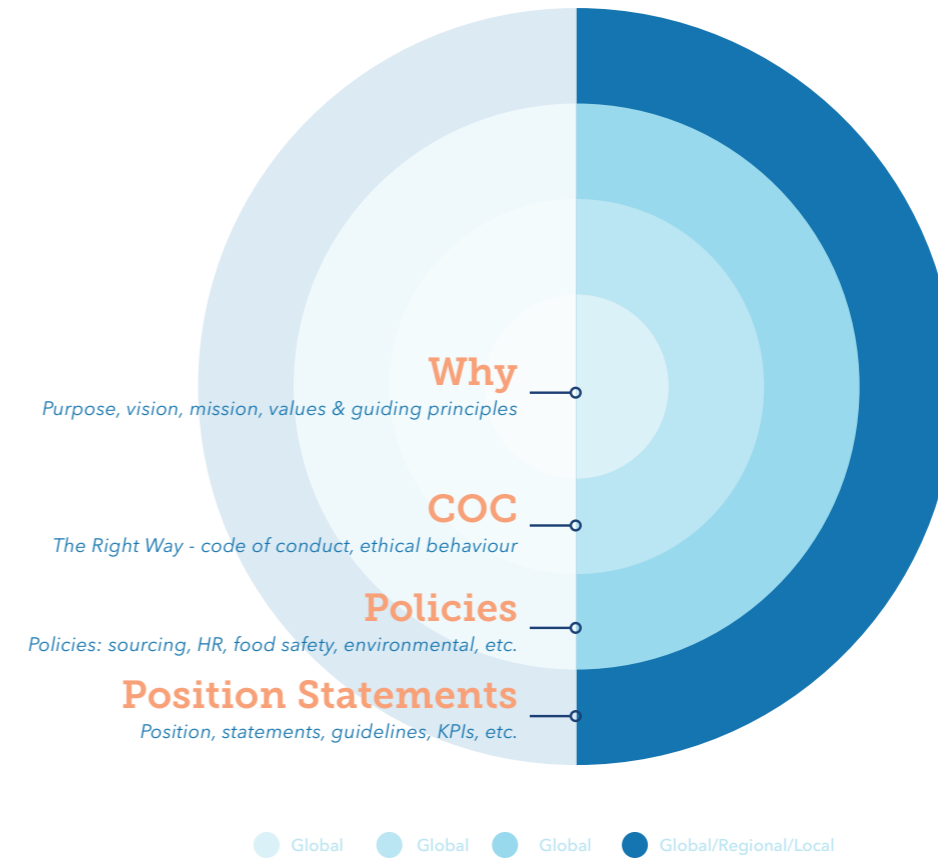 Why
Purpose, vision, mission, values & guiding principles
COC
The Right Way - code of conduct, ethical behaviour
Policies
Policies: sourcing, HR, food safety, environmental, etc.
Position Statements
Position, statements, guidelines, KPIs, etc.
Global Global Global Global/Regional/Local